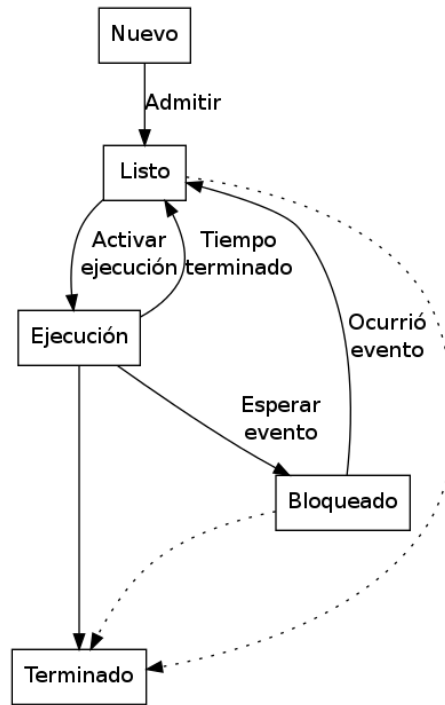 Nuevo
Admitir
Listo
Activar
ejecución
Tiempo
terminado
Ejecución
Ocurrió
evento
Esperar
evento
Bloqueado
Terminado